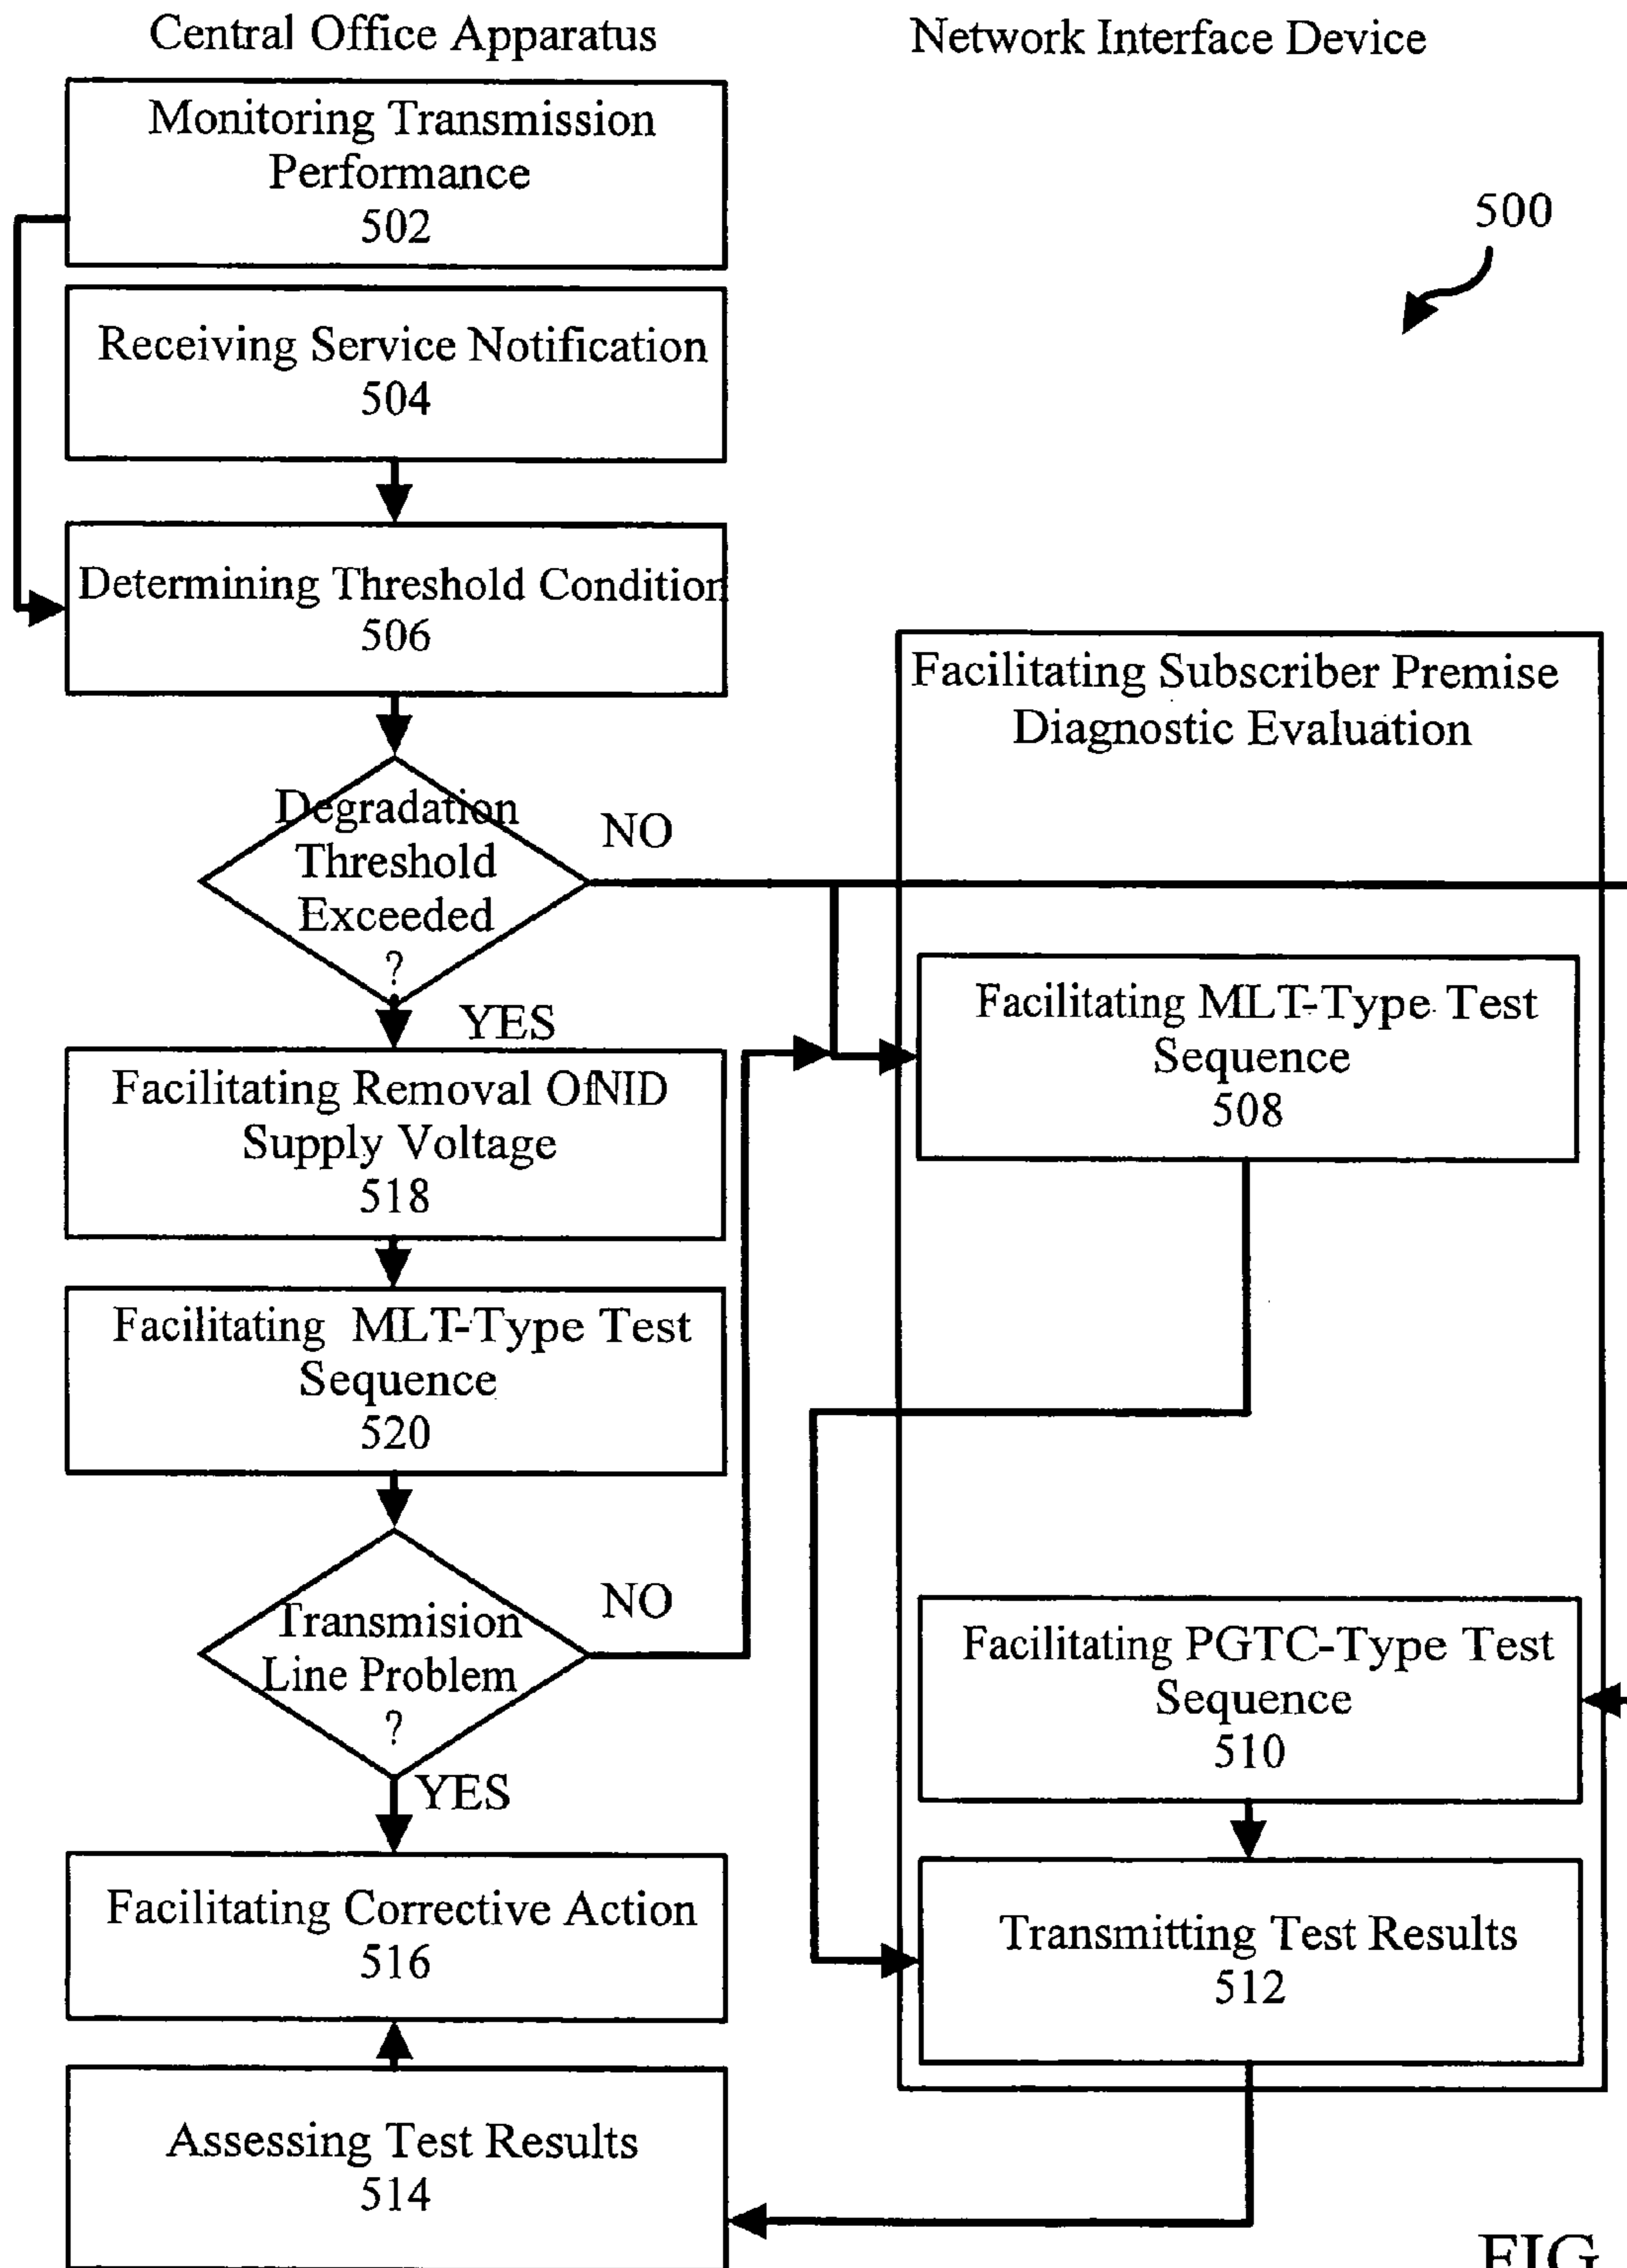 Central Office Apparatus
Network Interface Device
Monitoring Transmission
Performance
502
500
Receiving Service Notification
504
Determining Threshold Condition
506
Facilitating Subscriber Premise
Diagnostic Evaluation
Degradation
Threshold
Exceeded
?
NO
YES
Facilitating MLT-Type Test
Sequence
508
Facilitating Removal Of NID
Supply Voltage
518
Facilitating MLT-Type Test
Sequence
520
Transmision
Line Problem
?
NO
YES
Facilitating PGTC-Type Test
Sequence
510
Facilitating Corrective Action
516
Transmitting Test Results
512
Assessing Test Results
514
FIG